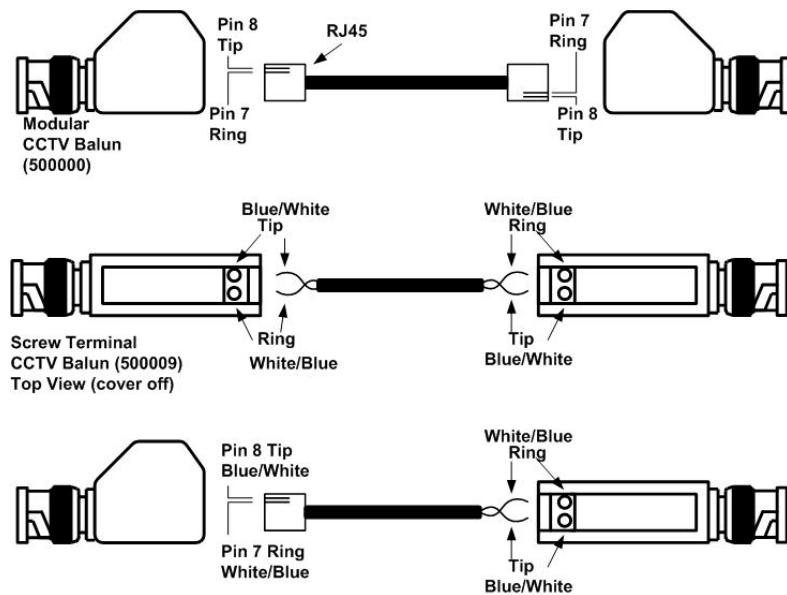 Pin 8
Tip
RJ45
Pin 7
Ring
Pin 7
Ring
Pin 8
Tip
Modular
CCTV Balun
(500000)
Blue/White
Tip
White/Blue
Ring
Ring
White/Blue
Tip
Blue/White
Screw Terminal
CCTV Balun (500009)
Top View (cover off)
Pin 8 Tip
Blue/White
White/Blue
Ring
Pin 7 Ring
White/Blue
Tip
Blue/White